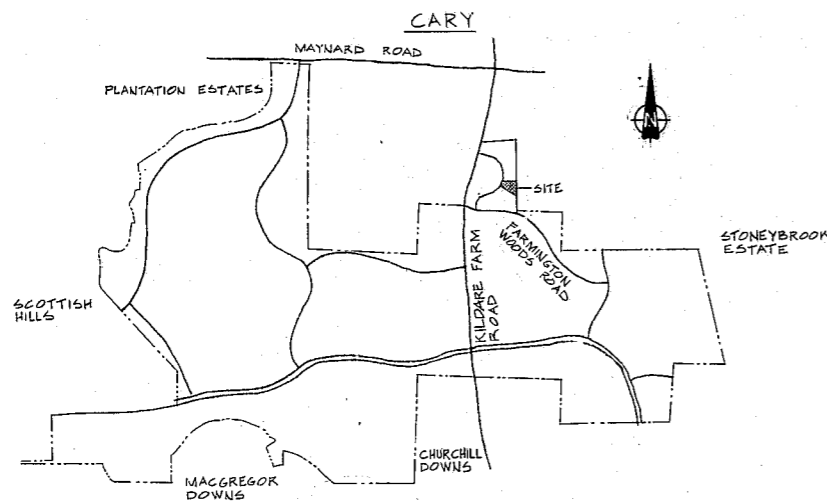 CARY
MAYNARD ROAD
PLANTATION ESTATES
N
SITE
FARMINGTON
WOODS ROAD
STONEYBROOK
ESTATE
KILDARE FARM
ROAD
SCOTTISH
HILLS
CHURCHILL
DOWNS
MACGREGOR
DOWNS